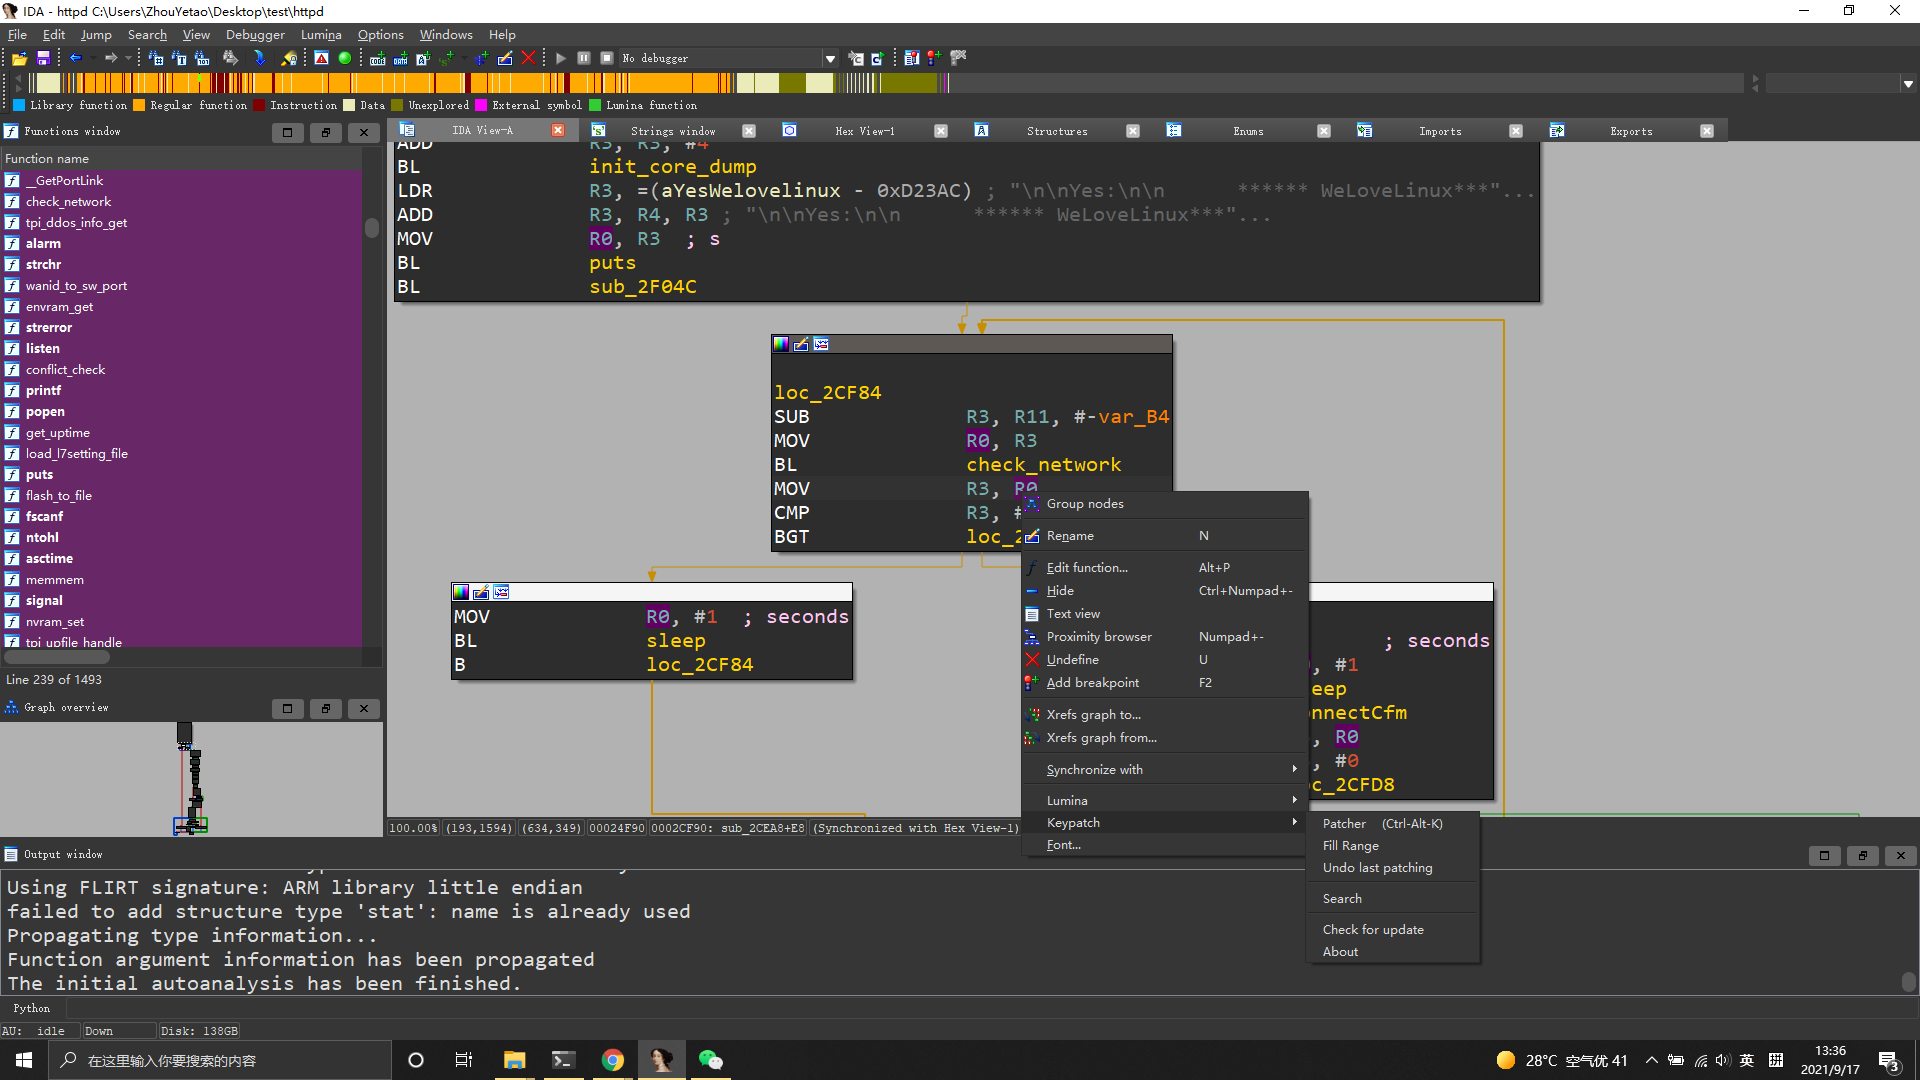 IDA - httpd C:\Users\ZhouYetao\Desktop\test\httpd
File Edit Jump Search View Debugger Lumina Options Windows Help
No debugger
Library function Regular function Instruction Data Unexplored External symbol Lumina function
Functions window
Function name
__GetPortLink
check_network
tpi_ddos_info_get
alarm
strchr
wanid_to_sw_port
envram_get
strerror
listen
conflict_check
printf
popen
get_uptime
load_l7setting_file
puts
flash_to_file
fscanf
ntohl
asctime
memmem
signal
nvram_set
tpi_upfile_handle
Line 239 of 1493
Graph overview
IDA View-A Strings window Hex View-1 Structures Enums Imports Exports
ADD R3, R3, #4
BL init_core_dump
LDR R3, =(aYesWelovelinux - 0xD23AC) ; "\n\nYes:\n\n ****** WeLoveLinux***"...
ADD R3, R4, R3 ; "\n\nYes:\n\n ****** WeLoveLinux***"...
MOV R0, R3 ; s
BL puts
BL sub_2F04C
loc_2CF84
SUB R3, R11, #-var_B4
MOV R0, R3
BL check_network
MOV R3, R0
CMP R3, #
BGT loc_2
MOV R0, #1 ; seconds
BL sleep
B loc_2CF84
; seconds
, #1
eep
nnectCfm
, R0
, #0
c_2CFD8
Group nodes
Rename N
Edit function... Alt+P
Hide Ctrl+Numpad+-
Text view
Proximity browser Numpad+-
Undefine U
Add breakpoint F2
Xrefs graph to...
Xrefs graph from...
Synchronize with
Lumina
Keypatch
Font...
Patcher (Ctrl-Alt-K)
Fill Range
Undo last patching
Search
Check for update
About
100.00% (193,1594) (634,349) 00024F90 0002CF90: sub_2CEA8+E8 (Synchronized with Hex View-1)
Output window
Using FLIRT signature: ARM library little endian
failed to add structure type 'stat': name is already used
Propagating type information...
Function argument information has been propagated
The initial autoanalysis has been finished.
Python
AU: idle Down Disk: 138GB
在这里输入你要搜索的内容
28°C 空气优 41
英
13:36
2021/9/17
3